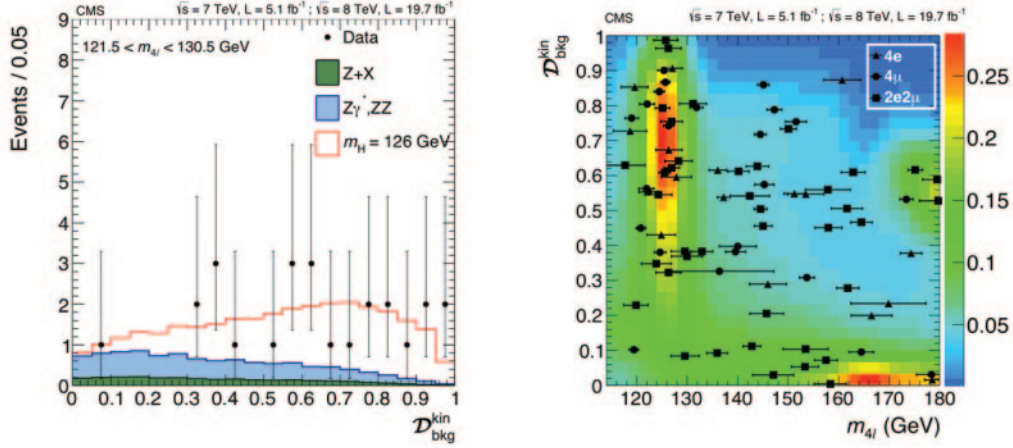 CMS √s = 7 TeV, L = 5.1 fb⁻¹ ; √s = 8 TeV, L = 19.7 fb⁻¹
121.5 < m4l < 130.5 GeV
Data
Z+X
Zγ*, ZZ
mH = 126 GeV
Events / 0.05
9
8
7
6
5
4
3
2
1
0
0 0.1 0.2 0.3 0.4 0.5 0.6 0.7 0.8 0.9 1
𝒟kin bkg
CMS √s = 7 TeV, L = 5.1 fb⁻¹ ; √s = 8 TeV, L = 19.7 fb⁻¹
𝒟kin bkg
1
0.9
0.8
0.7
0.6
0.5
0.4
0.3
0.2
0.1
0
4e
4μ
2e2μ
120 130 140 150 160 170 180
m4l (GeV)
0.25
0.2
0.15
0.1
0.05